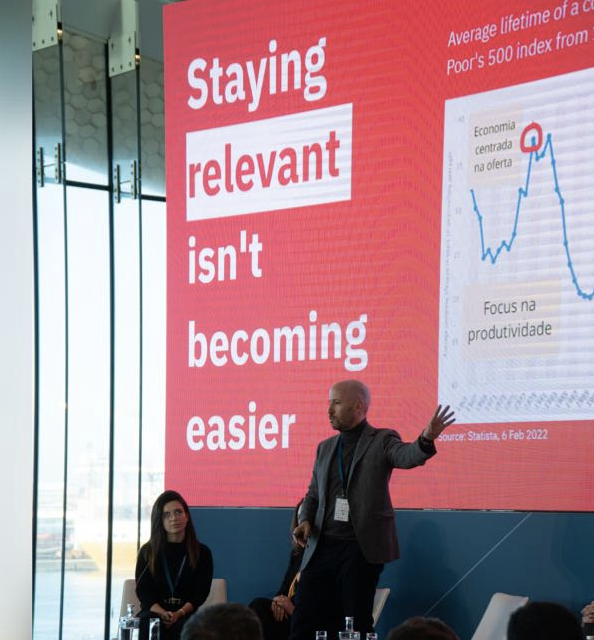 Staying
relevant
isn't
becoming
easier
Average lifetime of a
Poor's 500 index from
Economia
centrada
na oferta
Focus na
produtividade
Source: Statista, 6 Feb 2022